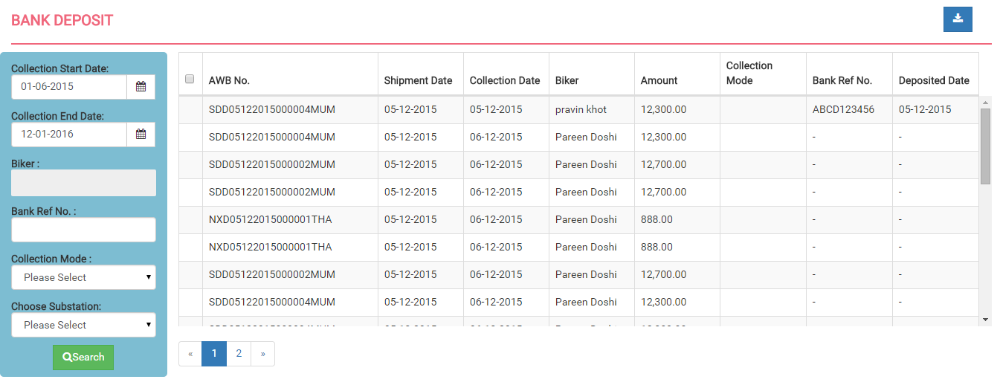 BANK DEPOSIT
Collection Start Date:
01-06-2015
Collection End Date:
12-01-2016
Biker :
Bank Ref No. :
Collection Mode :
Please Select
Choose Substation:
Please Select
Search
AWB No. Shipment Date Collection Date Biker Amount Collection Mode Bank Ref No. Deposited Date
SDD05122015000004MUM 05-12-2015 05-12-2015 pravin khot 12,300.00 ABCD123456 05-12-2015
SDD05122015000004MUM 05-12-2015 06-12-2015 Pareen Doshi 12,300.00 - -
SDD05122015000002MUM 05-12-2015 06-12-2015 Pareen Doshi 12,700.00 - -
SDD05122015000002MUM 05-12-2015 06-12-2015 Pareen Doshi 12,700.00 - -
NXD05122015000001THA 05-12-2015 06-12-2015 Pareen Doshi 888.00 - -
NXD05122015000001THA 05-12-2015 06-12-2015 Pareen Doshi 888.00 - -
SDD05122015000002MUM 05-12-2015 06-12-2015 Pareen Doshi 12,700.00 - -
SDD05122015000004MUM 05-12-2015 06-12-2015 Pareen Doshi 12,300.00 - -
« 1 2 »